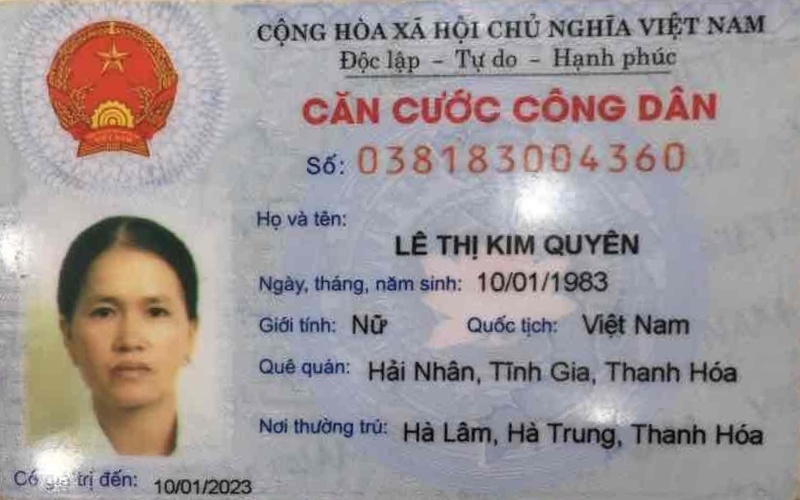 CỘNG HÒA XÃ HỘI CHỦ NGHĨA VIỆT NAM
Độc lập - Tự do - Hạnh phúc
CĂN CƯỚC CÔNG DÂN
Số: 038183004360
Họ và tên:
LÊ THỊ KIM QUYÊN
Ngày, tháng, năm sinh: 10/01/1983
Giới tính: Nữ Quốc tịch: Việt Nam
Quê quán: Hải Nhân, Tĩnh Gia, Thanh Hóa
Nơi thường trú: Hà Lâm, Hà Trung, Thanh Hóa
Có giá trị đến: 10/01/2023